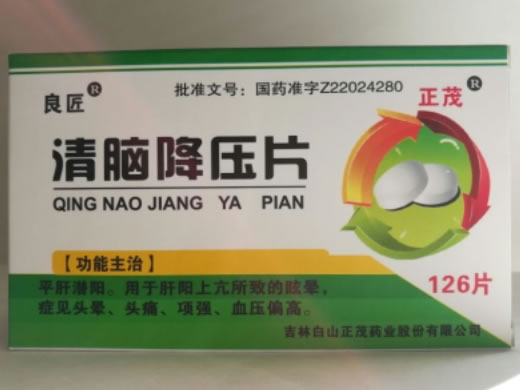 良匠®
批准文号：国药准字Z22024280
正茂®
清脑降压片
QING NAO JIANG YA PIAN
【功能主治】
平肝潜阳。用于肝阳上亢所致的眩晕，
症见头晕、头痛、项强、血压偏高。
126片
吉林白山正茂药业股份有限公司